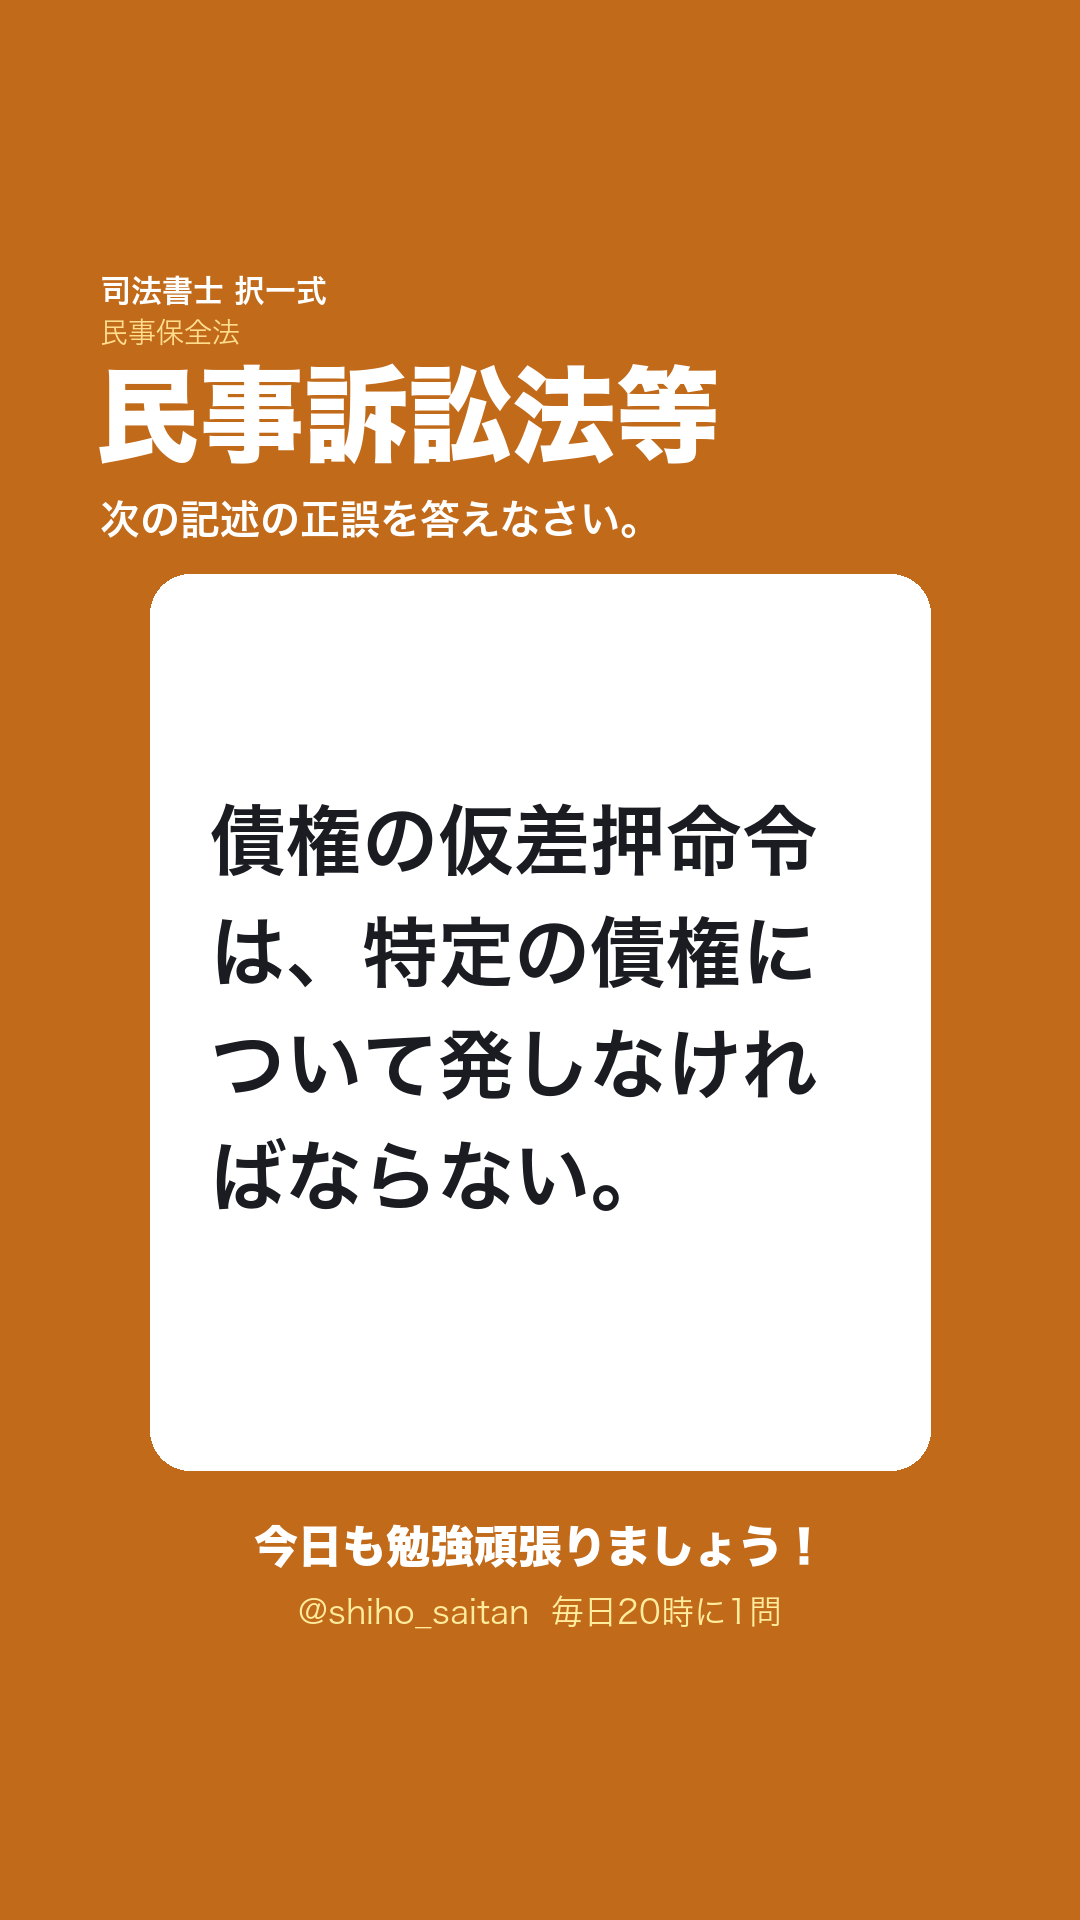 司法書士 択一式
民事保全法
民事訴訟法等
次の記述の正誤を答えなさい。
債権の仮差押命令
は、特定の債権に
ついて発しなけれ
ばならない。
今日も勉強頑張りましょう！
@shiho_saitan 毎日20時に1問